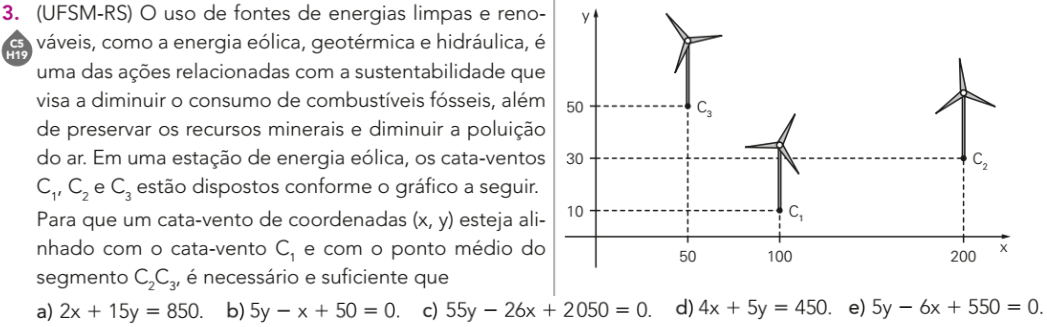 3. (UFSM-RS) O uso de fontes de energias limpas e reno-
C5
H19
váveis, como a energia eólica, geotérmica e hidráulica, é
uma das ações relacionadas com a sustentabilidade que
visa a diminuir o consumo de combustíveis fósseis, além
de preservar os recursos minerais e diminuir a poluição
do ar. Em uma estação de energia eólica, os cata-ventos
C₁, C₂ e C₃ estão dispostos conforme o gráfico a seguir.
Para que um cata-vento de coordenadas (x, y) esteja ali-
nhado com o cata-vento C₁ e com o ponto médio do
segmento C₂C₃, é necessário e suficiente que
y
50
C₃
30
C₂
10
C₁
x
50 100 200
a) 2x + 15y = 850. b) 5y − x + 50 = 0. c) 55y − 26x + 2 050 = 0. d) 4x + 5y = 450. e) 5y − 6x + 550 = 0.